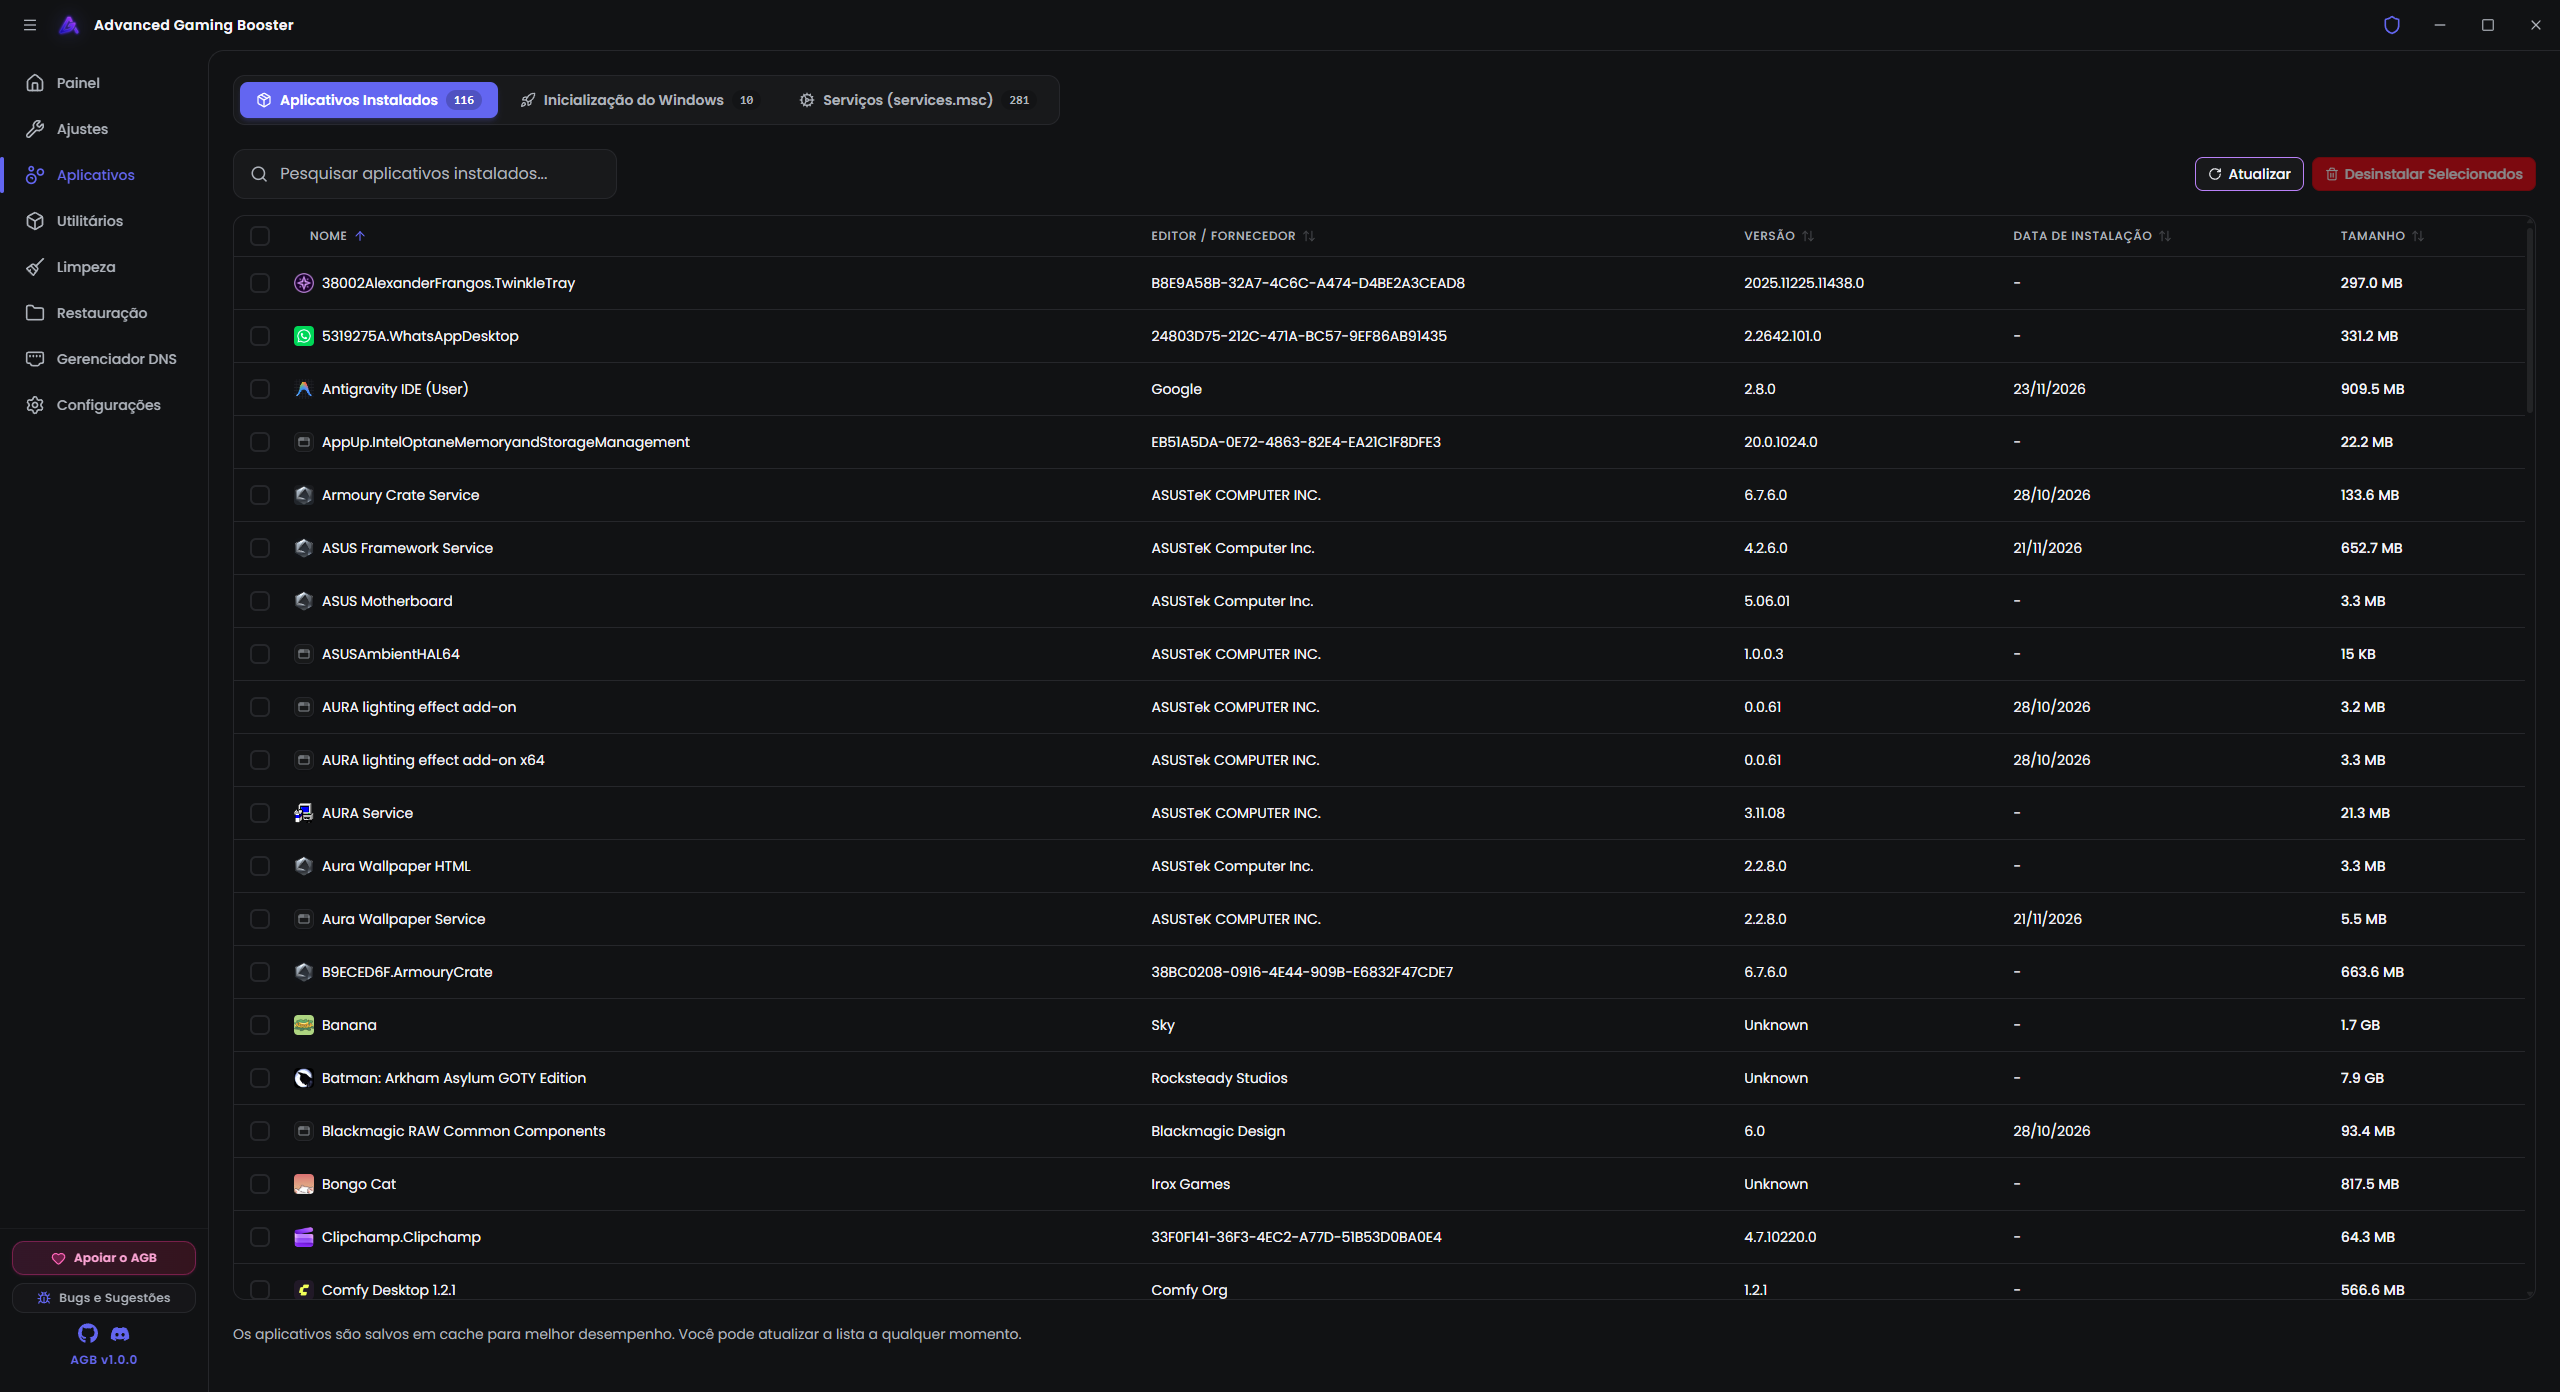 Advanced Gaming Booster
Painel
Ajustes
Aplicativos
Utilitários
Limpeza
Restauração
Gerenciador DNS
Configurações
Apoiar o AGB
Bugs e Sugestões
AGB v1.0.0
Aplicativos Instalados 116 Inicialização do Windows 10 Serviços (services.msc) 281
Pesquisar aplicativos instalados... Atualizar Desinstalar Selecionados
NOME EDITOR / FORNECEDOR VERSÃO DATA DE INSTALAÇÃO TAMANHO
38002AlexanderFrangos.TwinkleTray B8E9A58B-32A7-4C6C-A474-D4BE2A3CEAD8 2025.11225.11438.0 - 297.0 MB
5319275A.WhatsAppDesktop 24803D75-212C-471A-BC57-9EF86AB91435 2.2642.101.0 - 331.2 MB
Antigravity IDE (User) Google 2.8.0 23/11/2026 909.5 MB
AppUp.IntelOptaneMemoryandStorageManagement EB51A5DA-0E72-4863-82E4-EA21C1F8DFE3 20.0.1024.0 - 22.2 MB
Armoury Crate Service ASUSTeK COMPUTER INC. 6.7.6.0 28/10/2026 133.6 MB
ASUS Framework Service ASUSTeK Computer Inc. 4.2.6.0 21/11/2026 652.7 MB
ASUS Motherboard ASUSTek Computer Inc. 5.06.01 - 3.3 MB
ASUSAmbientHAL64 ASUSTeK COMPUTER INC. 1.0.0.3 - 15 KB
AURA lighting effect add-on ASUSTek COMPUTER INC. 0.0.61 28/10/2026 3.2 MB
AURA lighting effect add-on x64 ASUSTek COMPUTER INC. 0.0.61 28/10/2026 3.3 MB
AURA Service ASUSTeK COMPUTER INC. 3.11.08 - 21.3 MB
Aura Wallpaper HTML ASUSTek Computer Inc. 2.2.8.0 - 3.3 MB
Aura Wallpaper Service ASUSTeK COMPUTER INC. 2.2.8.0 21/11/2026 5.5 MB
B9ECED6F.ArmouryCrate 38BC0208-0916-4E44-909B-E6832F47CDE7 6.7.6.0 - 663.6 MB
Banana Sky Unknown - 1.7 GB
Batman: Arkham Asylum GOTY Edition Rocksteady Studios Unknown - 7.9 GB
Blackmagic RAW Common Components Blackmagic Design 6.0 28/10/2026 93.4 MB
Bongo Cat Irox Games Unknown - 817.5 MB
Clipchamp.Clipchamp 33F0F141-36F3-4EC2-A77D-51B53D0BA0E4 4.7.10220.0 - 64.3 MB
Comfy Desktop 1.2.1 Comfy Org 1.2.1 - 566.6 MB
Os aplicativos são salvos em cache para melhor desempenho. Você pode atualizar a lista a qualquer momento.